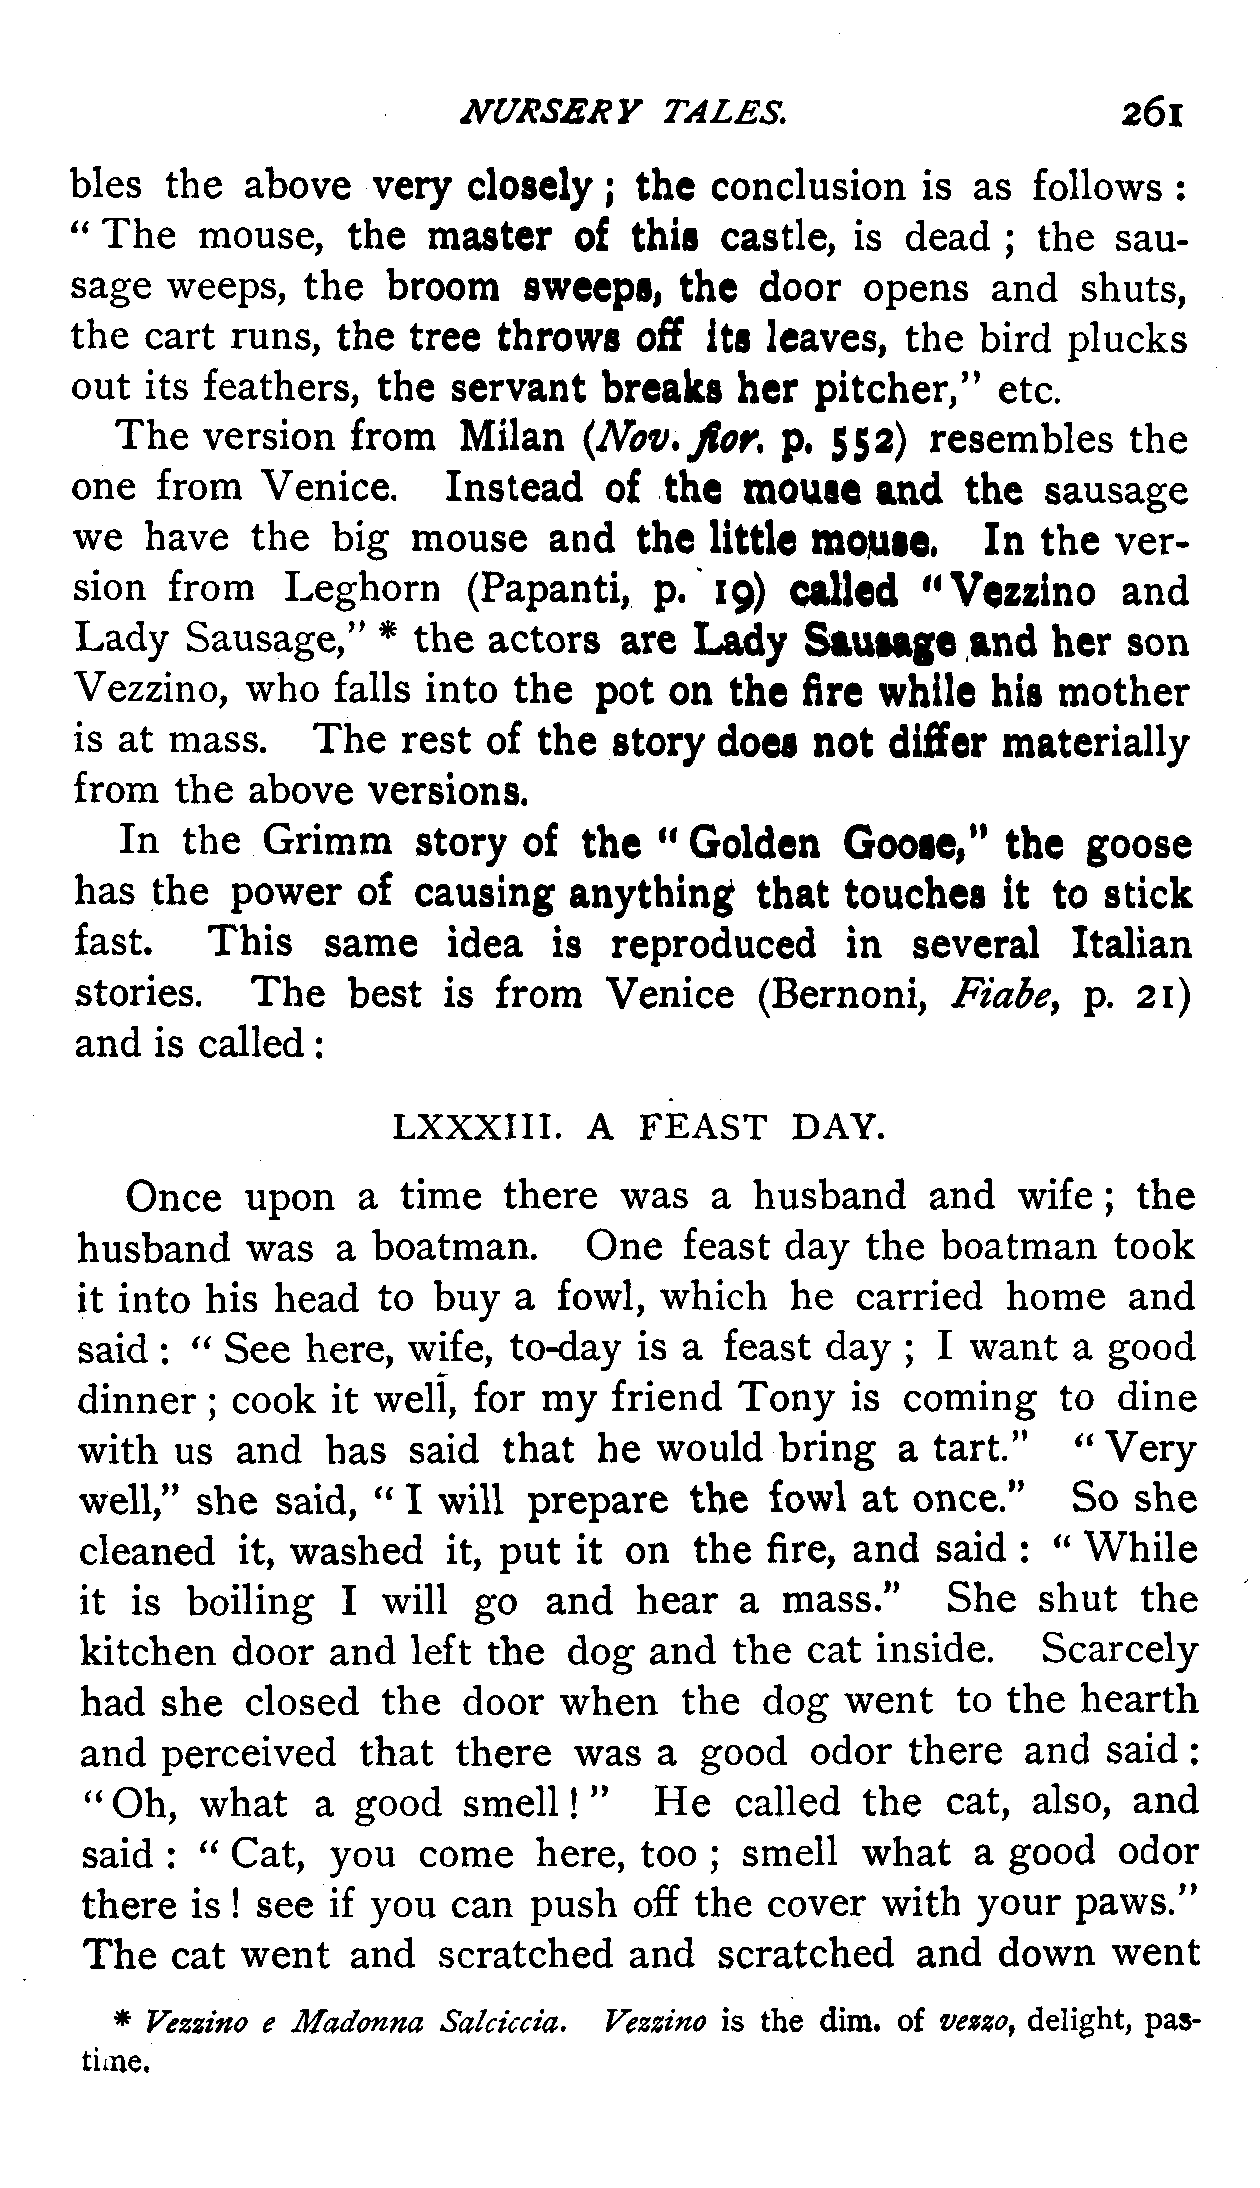 NURSERY TALES. 261
bles the above very closely ; the conclusion is as follows :
“ The mouse, the master of this castle, is dead ; the sau-
sage weeps, the broom sweeps, the door opens and shuts,
the cart runs, the tree throws off its leaves, the bird plucks
out its feathers, the servant breaks her pitcher,” etc.
The version from Milan (Nov. fior. p. 552) resembles the
one from Venice. Instead of the mouse and the sausage
we have the big mouse and the little mouse. In the ver-
sion from Leghorn (Papanti, p. 19) called “Vezzino and
Lady Sausage,” * the actors are Lady Sausage and her son
Vezzino, who falls into the pot on the fire while his mother
is at mass. The rest of the story does not differ materially
from the above versions.
In the Grimm story of the “ Golden Goose,” the goose
has the power of causing anything that touches it to stick
fast. This same idea is reproduced in several Italian
stories. The best is from Venice (Bernoni, Fiabe, p. 21)
and is called :
LXXXIII. A FEAST DAY.
Once upon a time there was a husband and wife ; the
husband was a boatman. One feast day the boatman took
it into his head to buy a fowl, which he carried home and
said : “ See here, wife, to-day is a feast day ; I want a good
dinner ; cook it well, for my friend Tony is coming to dine
with us and has said that he would bring a tart.” “ Very
well,” she said, “ I will prepare the fowl at once.” So she
cleaned it, washed it, put it on the fire, and said : “ While
it is boiling I will go and hear a mass.” She shut the
kitchen door and left the dog and the cat inside. Scarcely
had she closed the door when the dog went to the hearth
and perceived that there was a good odor there and said :
“ Oh, what a good smell ! ” He called the cat, also, and
said : “ Cat, you come here, too ; smell what a good odor
there is ! see if you can push off the cover with your paws.”
The cat went and scratched and scratched and down went
* Vezzino e Madonna Salciccia. Vezzino is the dim. of vezzo, delight, pas-
time.